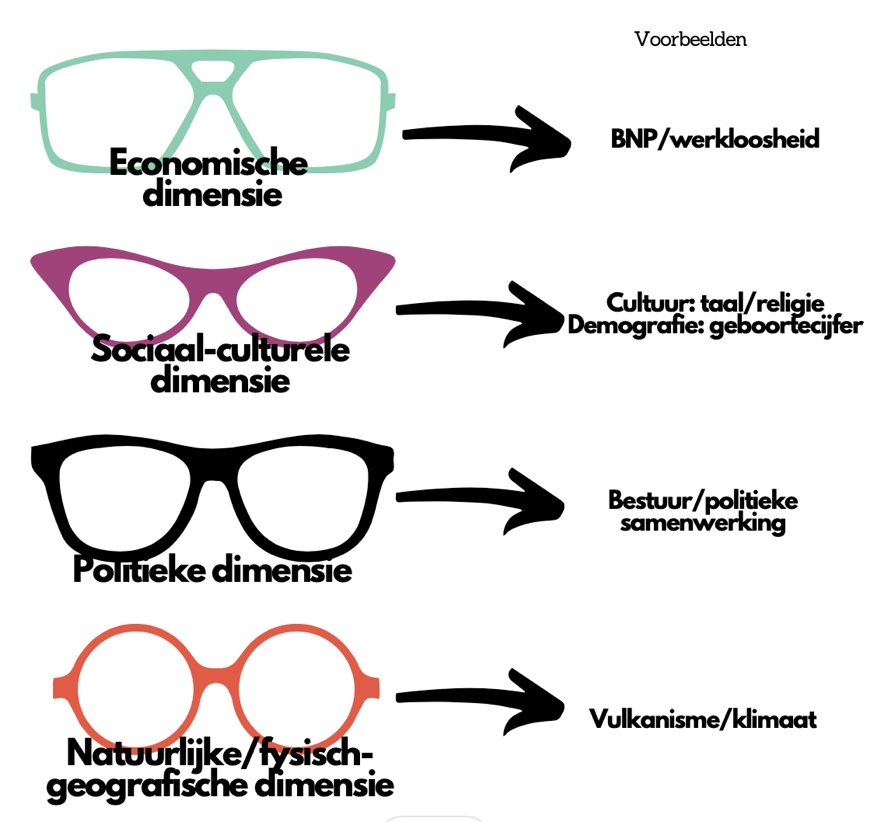 Voorbeelden
Economische
dimensie
BNP/werkloosheid
Sociaal-culturele
dimensie
Cultuur: taal/religie
Demografie: geboortecijfer
Politieke dimensie
Bestuur/politieke
samenwerking
Natuurlijke/fysisch-
geografische dimensie
Vulkanisme/klimaat